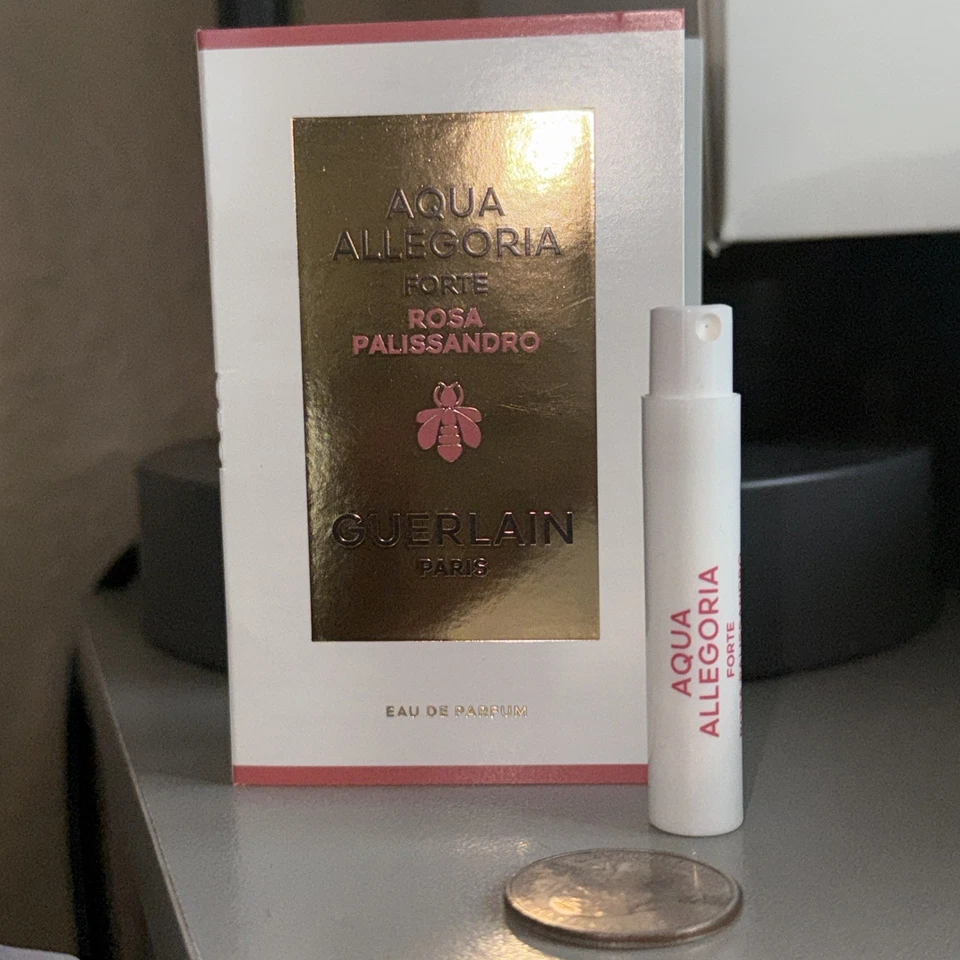 AQUA
ALLEGORIA
FORTE
ROSA
PALISSANDRO
GUERLAIN
PARIS
EAU DE PARFUM
AQUA
ALLEGORIA
FORTE